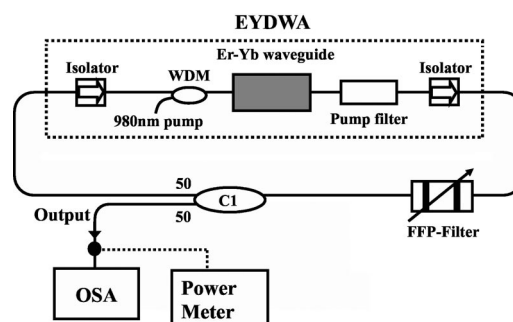 EYDWA
Er-Yb waveguide
Isolator
WDM
Isolator
980nm pump
Pump filter
50
C1
50
Output
FFP-Filter
OSA
Power
Meter